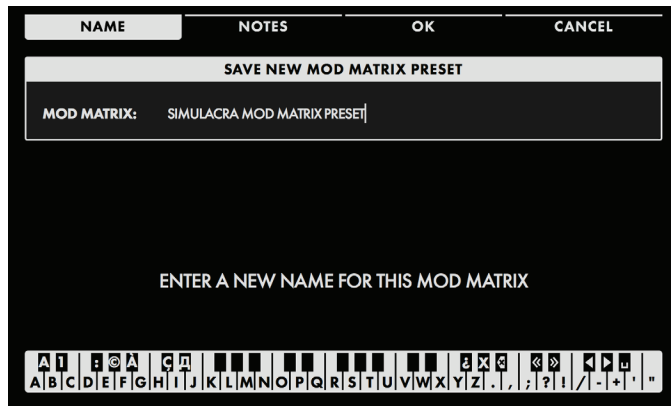 NAME NOTES OK CANCEL
SAVE NEW MOD MATRIX PRESET
MOD MATRIX: SIMULACRA MOD MATRIX PRESET
ENTER A NEW NAME FOR THIS MOD MATRIX
A 1 : © À Ç Д ¿ X « » ◀ ▶ ␣
A B C D E F G H I J K L M N O P Q R S T U V W X Y Z . , ; ? ! / - + ' "